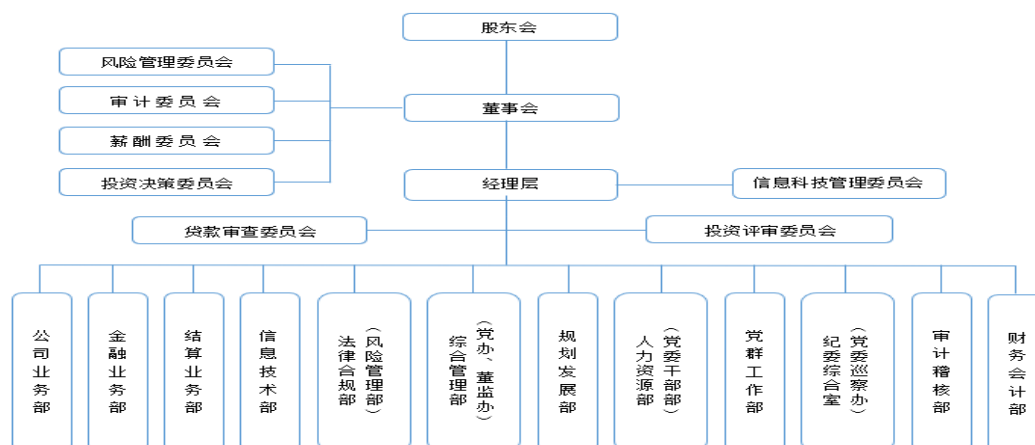 股东会
风险管理委员会
审计委员会
薪酬委员会
投资决策委员会
董事会
经理层
信息科技管理委员会
贷款审查委员会
投资评审委员会
公司业务部
金融业务部
结算业务部
信息技术部
法律合规部
（风险管理部）
综合管理部
（党办、董监办）
规划发展部
人力资源部
（党委干部部）
党群工作部
纪委综合室
（党委巡察办）
审计稽核部
财务会计部